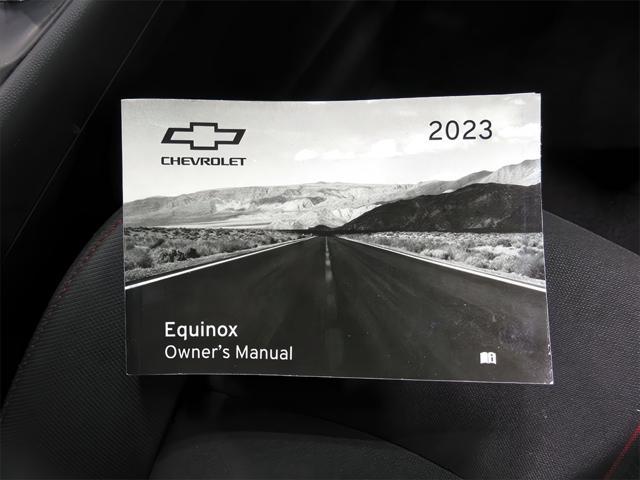 2023
CHEVROLET
Equinox
Owner's Manual